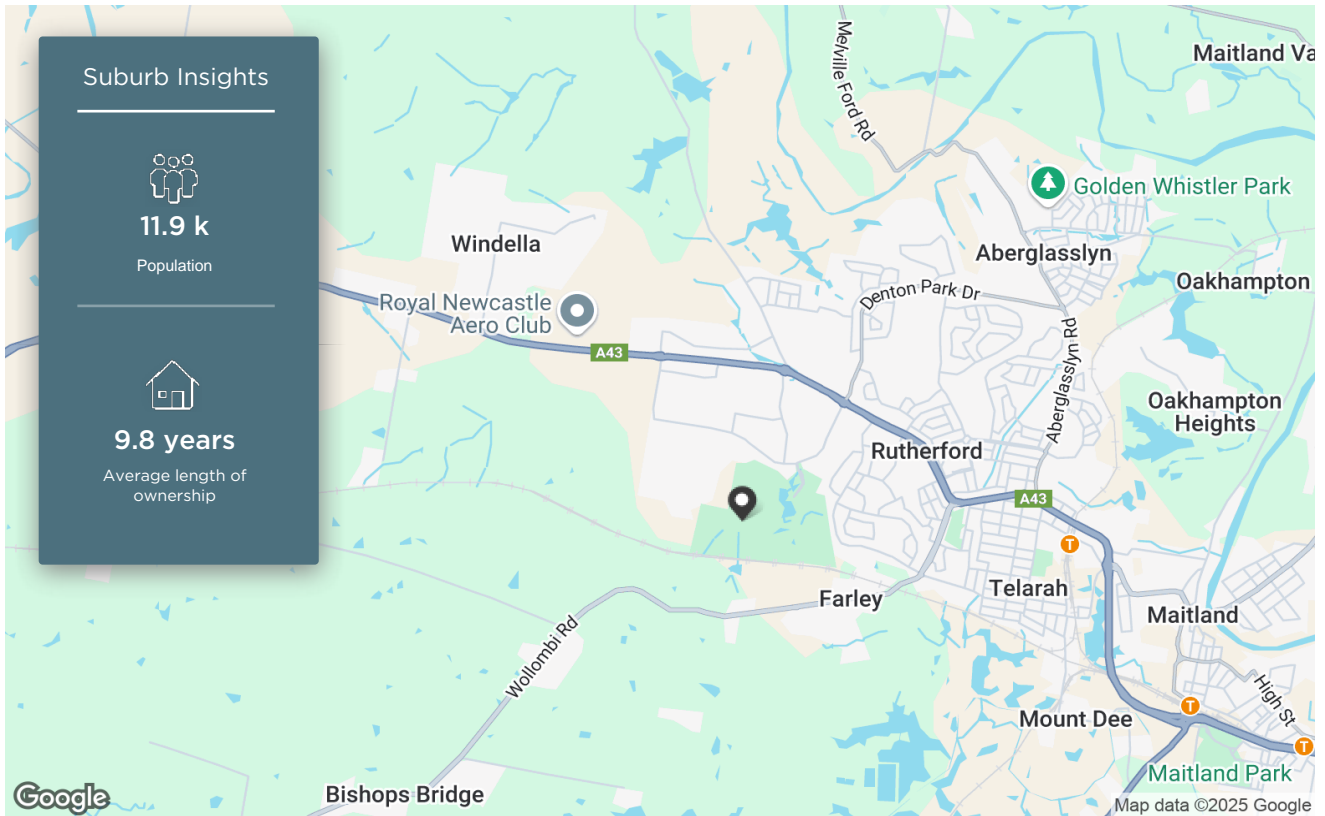 Suburb Insights
11.9 k
Population
9.8 years
Average length of
ownership
Melville Ford Rd
Maitland Va
Golden Whistler Park
Windella
Aberglasslyn
Oakhampton
Denton Park Dr
Royal Newcastle
Aero Club
A43
Aberglasslyn Rd
Oakhampton
Heights
Rutherford
A43
T
Telarah
Farley
Maitland
Wollombi Rd
High St
T
Mount Dee
T
Maitland Park
Bishops Bridge
Google
Map data ©2025 Google